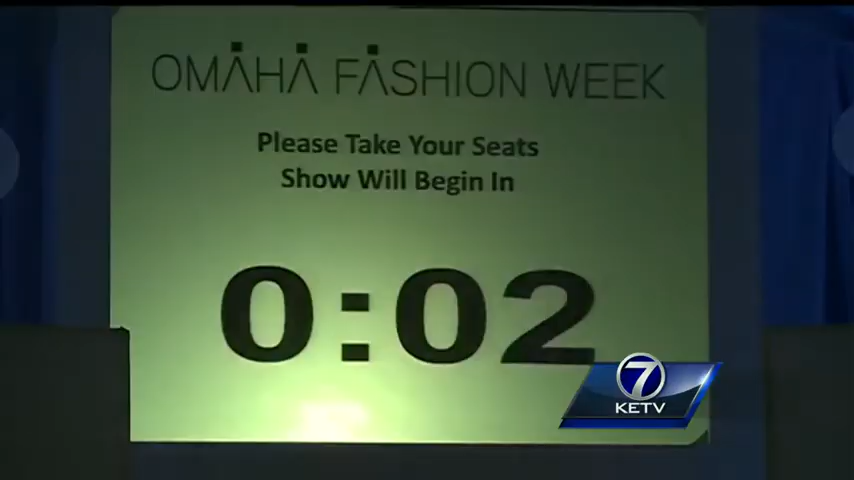 OMAHA FASHION WEEK
Please Take Your Seats
Show Will Begin In
0:02
7
KETV